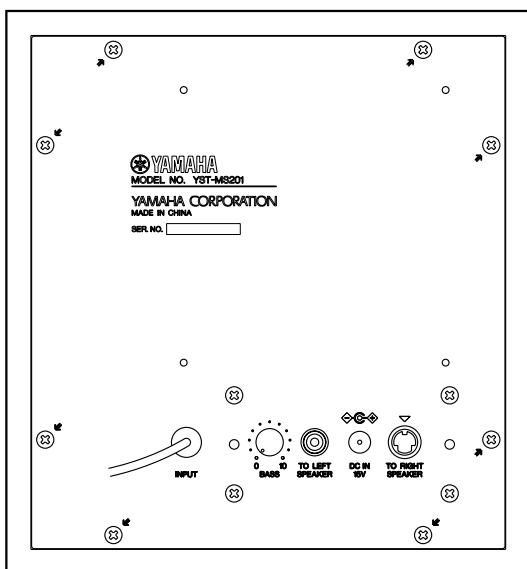 YAMAHA
MODEL NO. YST-MS201
YAMAHA CORPORATION
MADE IN CHINA
SER. NO.
INPUT
0 10
BASS
TO LEFT
SPEAKER
DC IN
15V
TO RIGHT
SPEAKER